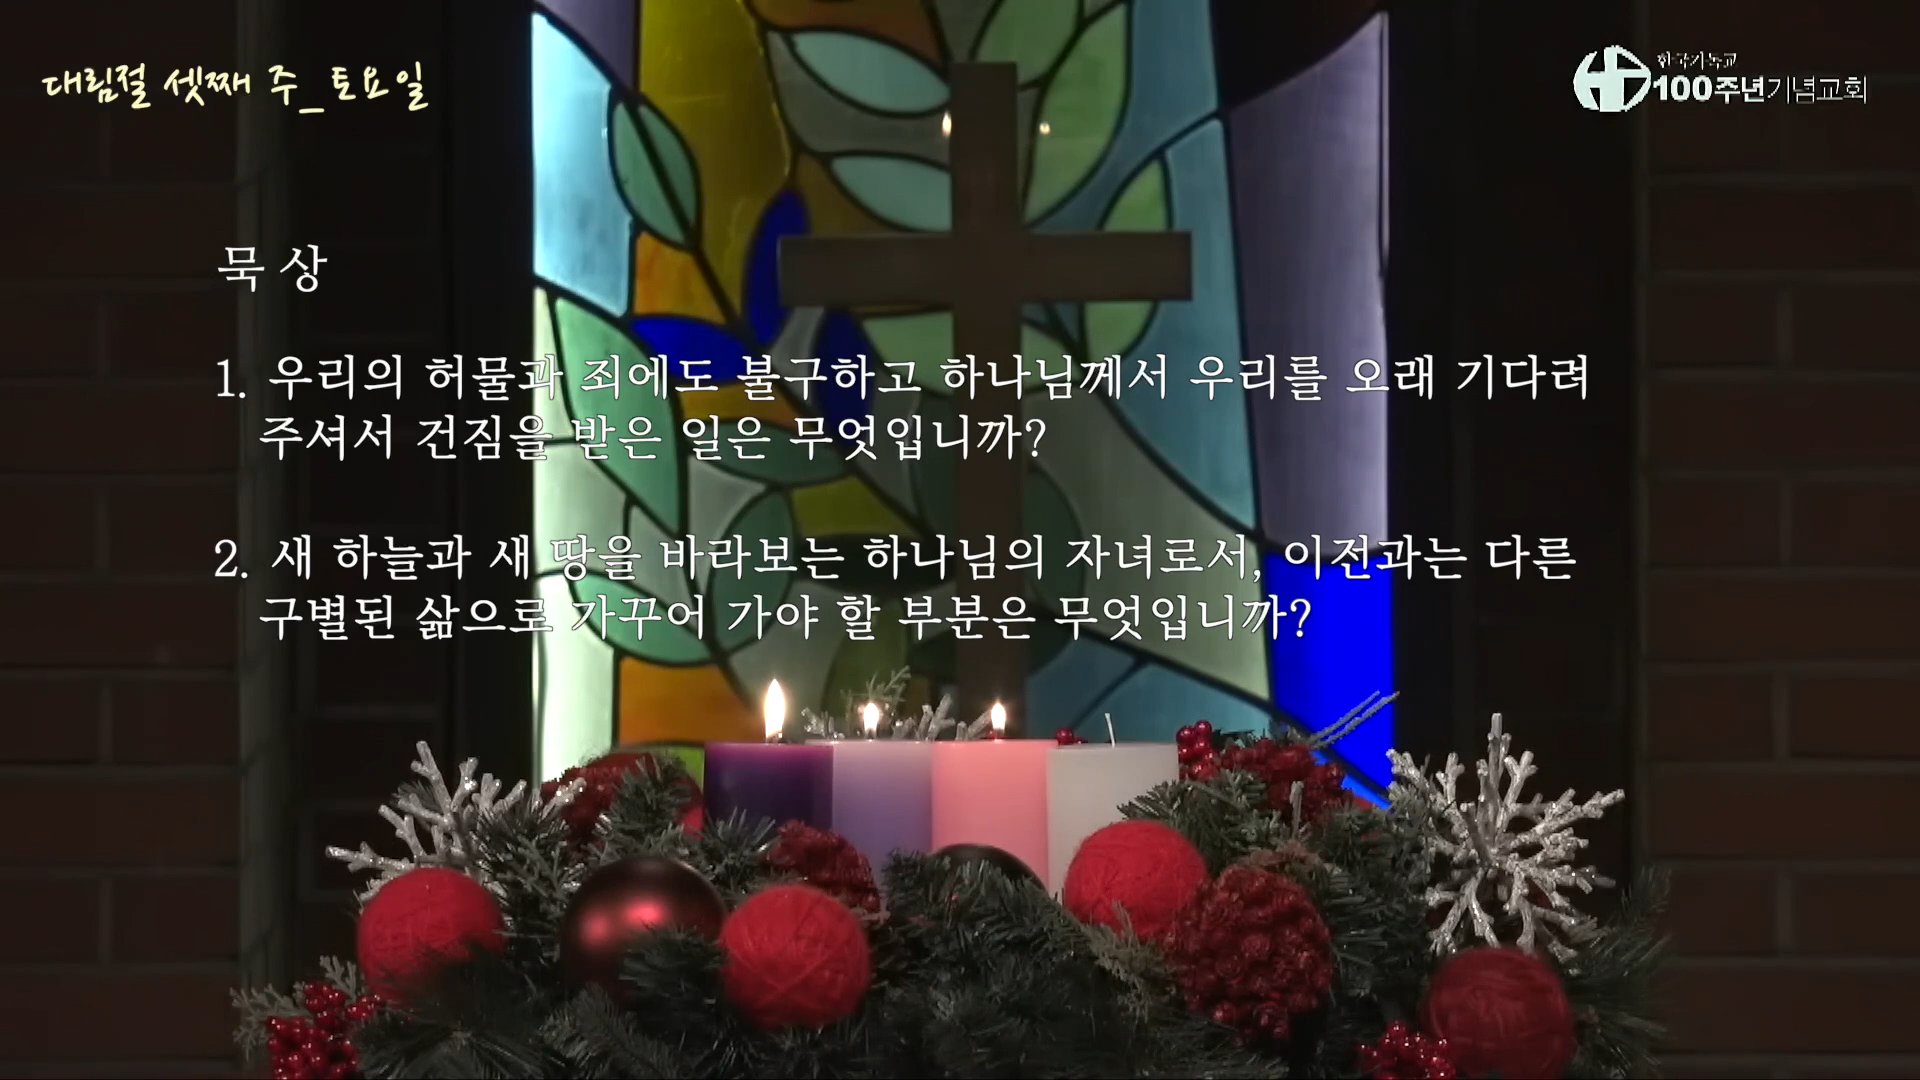 대림절 셋째 주_토요일
한국기독교
100주년기념교회
묵상
1. 우리의 허물과 죄에도 불구하고 하나님께서 우리를 오래 기다려
주셔서 건짐을 받은 일은 무엇입니까?
2. 새 하늘과 새 땅을 바라보는 하나님의 자녀로서, 이전과는 다른
구별된 삶으로 가꾸어 가야 할 부분은 무엇입니까?